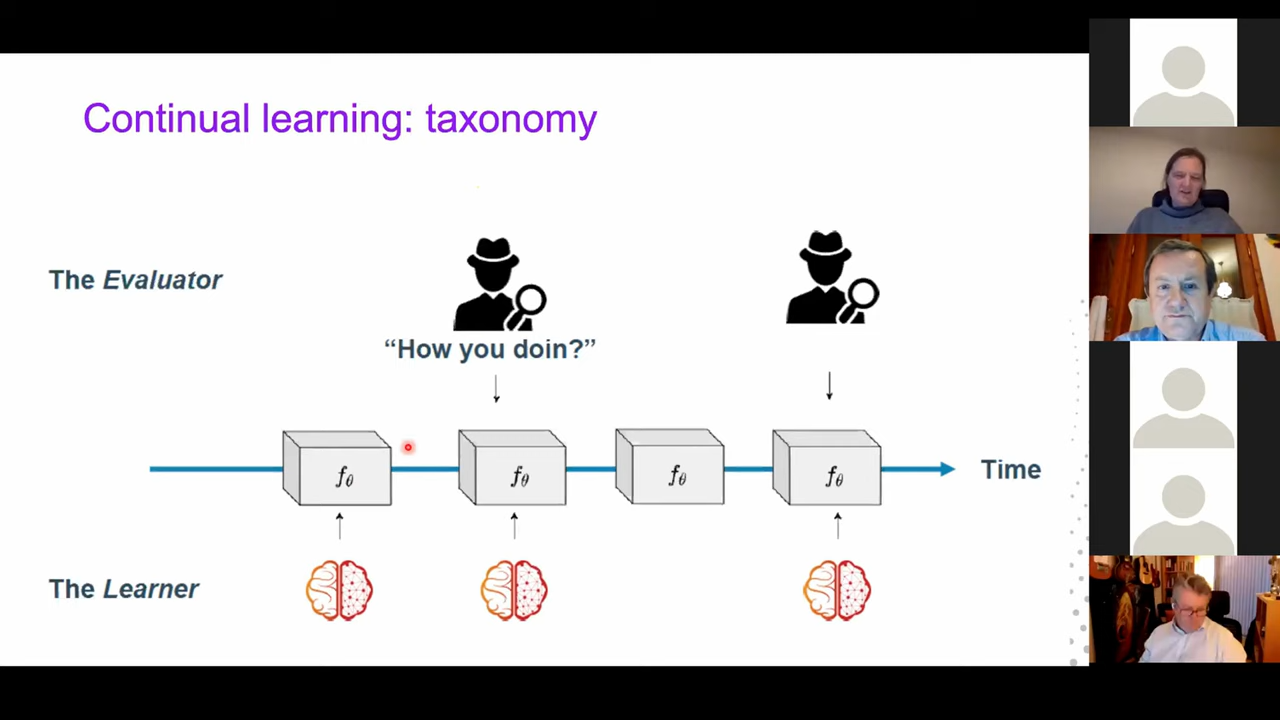 Continual learning: taxonomy
The Evaluator
“How you doin?”
fθ
fθ
fθ
fθ
Time
The Learner